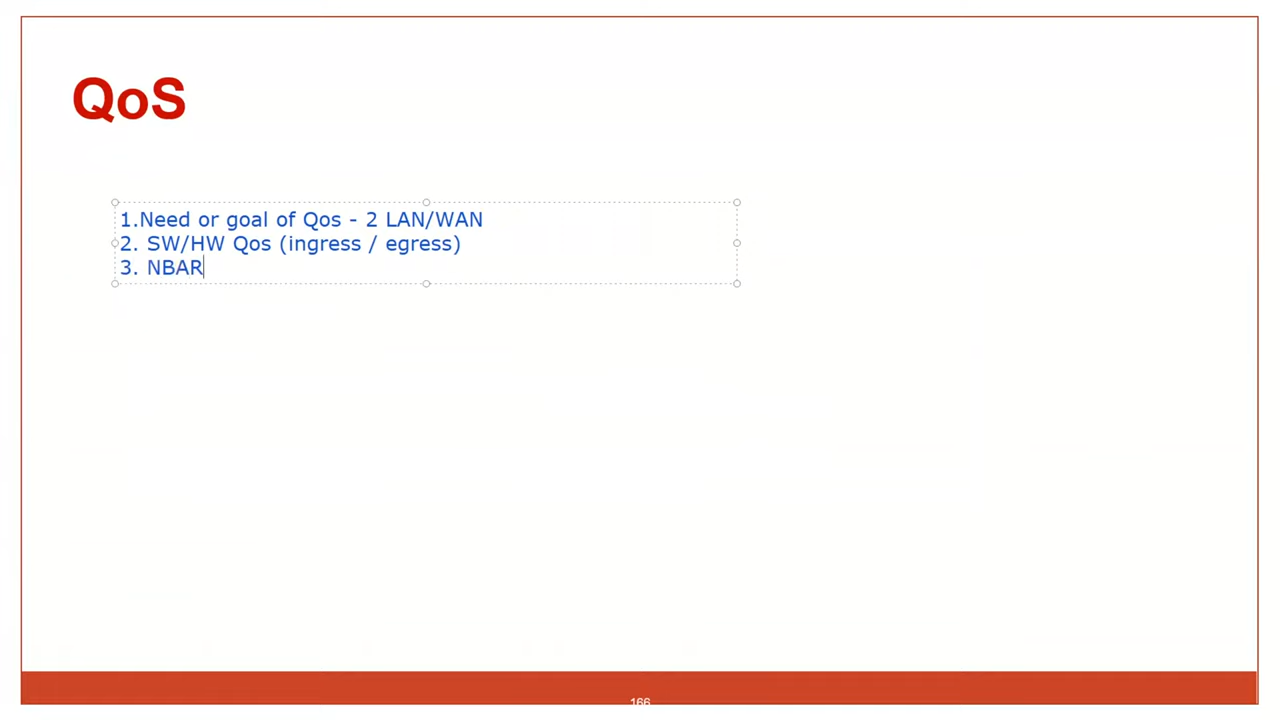 QoS
1.Need or goal of Qos - 2 LAN/WAN
2. SW/HW Qos (ingress / egress)
3. NBAR
166